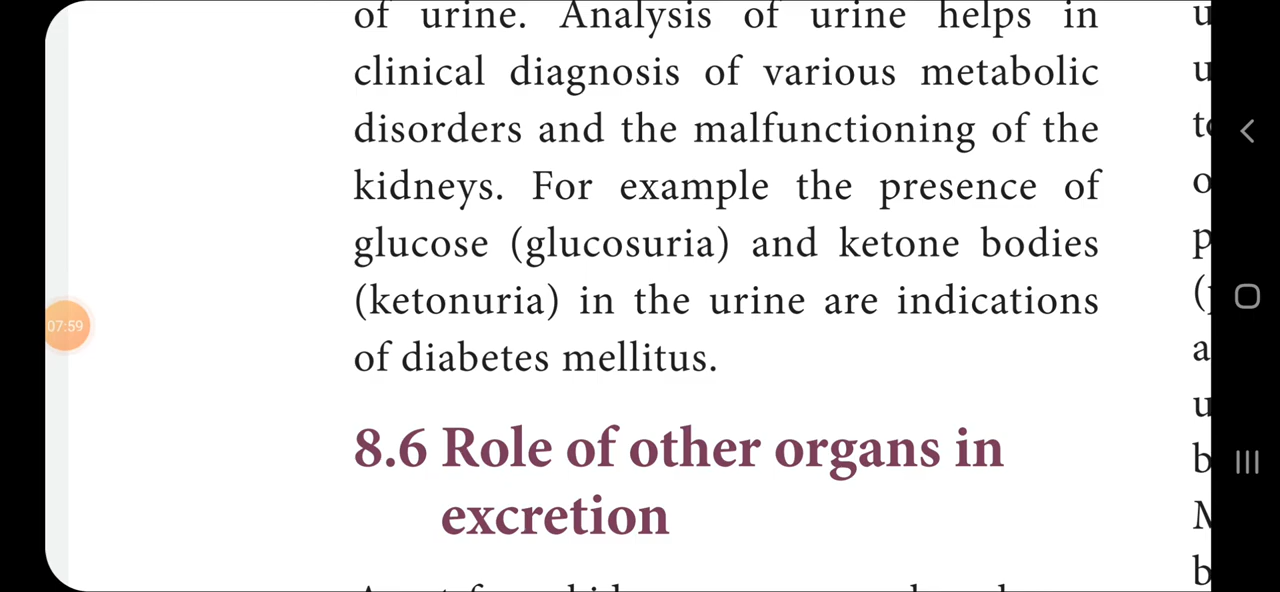 of urine. Analysis of urine helps in
clinical diagnosis of various metabolic
disorders and the malfunctioning of the
kidneys. For example the presence of
glucose (glucosuria) and ketone bodies
(ketonuria) in the urine are indications
of diabetes mellitus.
8.6 Role of other organs in
excretion
07:59